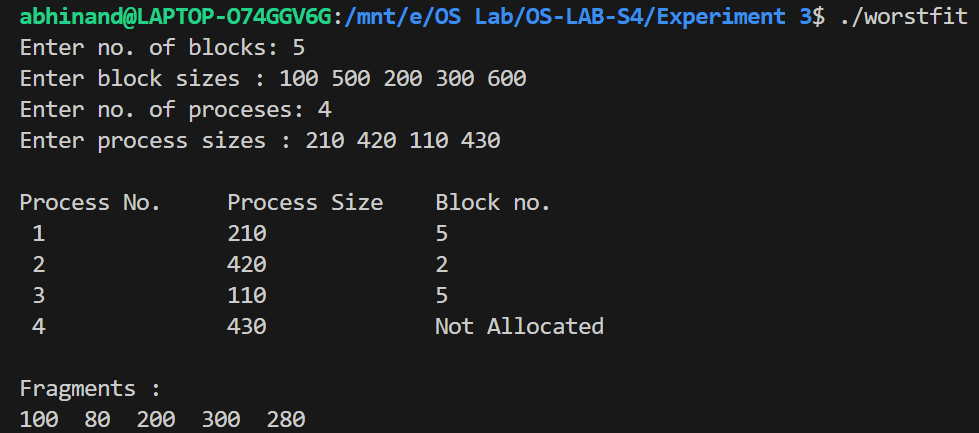 abhinand@LAPTOP-O74GGV6G:/mnt/e/OS Lab/OS-LAB-S4/Experiment 3$ ./worstfit
Enter no. of blocks: 5
Enter block sizes : 100 500 200 300 600
Enter no. of proceses: 4
Enter process sizes : 210 420 110 430
Process No. Process Size Block no.
1 210 5
2 420 2
3 110 5
4 430 Not Allocated
Fragments :
100 80 200 300 280